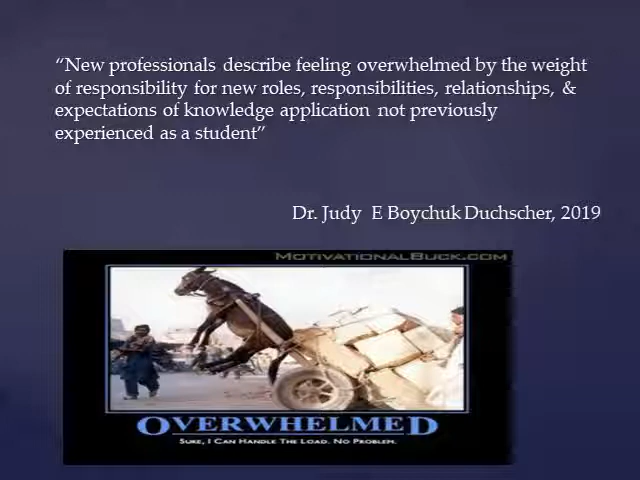 “New professionals describe feeling overwhelmed by the weight
of responsibility for new roles, responsibilities, relationships, &
expectations of knowledge application not previously
experienced as a student”
Dr. Judy E Boychuk Duchscher, 2019
MOTIVATIONALBUCK.COM
OVERWHELMED
SURE, I CAN HANDLE THE LOAD. NO PROBLEM.